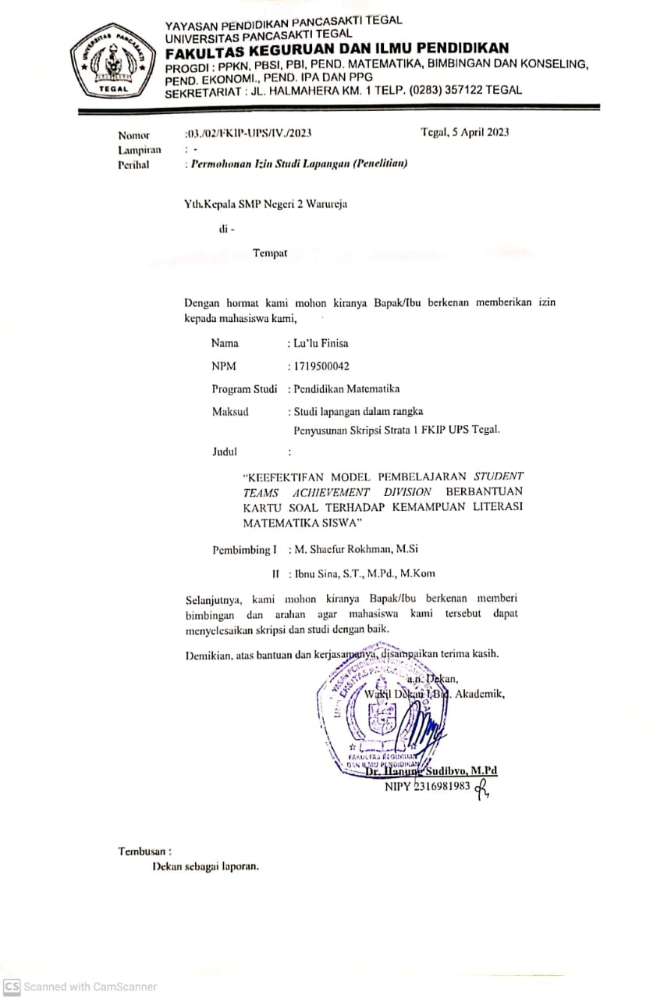 YAYASAN PENDIDIKAN PANCASAKTI TEGAL
UNIVERSITAS PANCASAKTI TEGAL
FAKULTAS KEGURUAN DAN ILMU PENDIDIKAN
PROGDI : PPKN, PBSI, PBI, PEND. MATEMATIKA, BIMBINGAN DAN KONSELING,
PEND. EKONOMI., PEND. IPA DAN PPG
SEKRETARIAT : JL. HALMAHERA KM. 1 TELP. (0283) 357122 TEGAL
UNIVERSITAS PANCASAKTI
TEGAL
Nomor :03./02/FKIP-UPS/IV./2023 Tegal, 5 April 2023
Lampiran : -
Perihal : Permohonan Izin Studi Lapangan (Penelitian)
Yth.Kepala SMP Negeri 2 Warureja
di -
Tempat
Dengan hormat kami mohon kiranya Bapak/Ibu berkenan memberikan izin
kepada mahasiswa kami,
Nama : Lu'lu Finisa
NPM : 1719500042
Program Studi : Pendidikan Matematika
Maksud : Studi lapangan dalam rangka
Penyusunan Skripsi Strata 1 FKIP UPS Tegal.
Judul :
“KEEFEKTIFAN MODEL PEMBELAJARAN STUDENT
TEAMS ACHIEVEMENT DIVISION BERBANTUAN
KARTU SOAL TERHADAP KEMAMPUAN LITERASI
MATEMATIKA SISWA”
Pembimbing I : M. Shaefur Rokhman, M.Si
II : Ibnu Sina, S.T., M.Pd., M.Kom
Selanjutnya, kami mohon kiranya Bapak/Ibu berkenan memberi
bimbingan dan arahan agar mahasiswa kami tersebut dapat
menyelesaikan skripsi dan studi dengan baik.
Demikian, atas bantuan dan kerjasamanya, disampaikan terima kasih.
a.n. Dekan,
Wakil Dekan I Bid. Akademik,
FAKULTAS KEGURUAN
DAN ILMU PENDIDIKAN
Dr. Hanung Sudibyo, M.Pd
NIPY 2316981983
Tembusan :
Dekan sebagai laporan.
CS Scanned with CamScanner